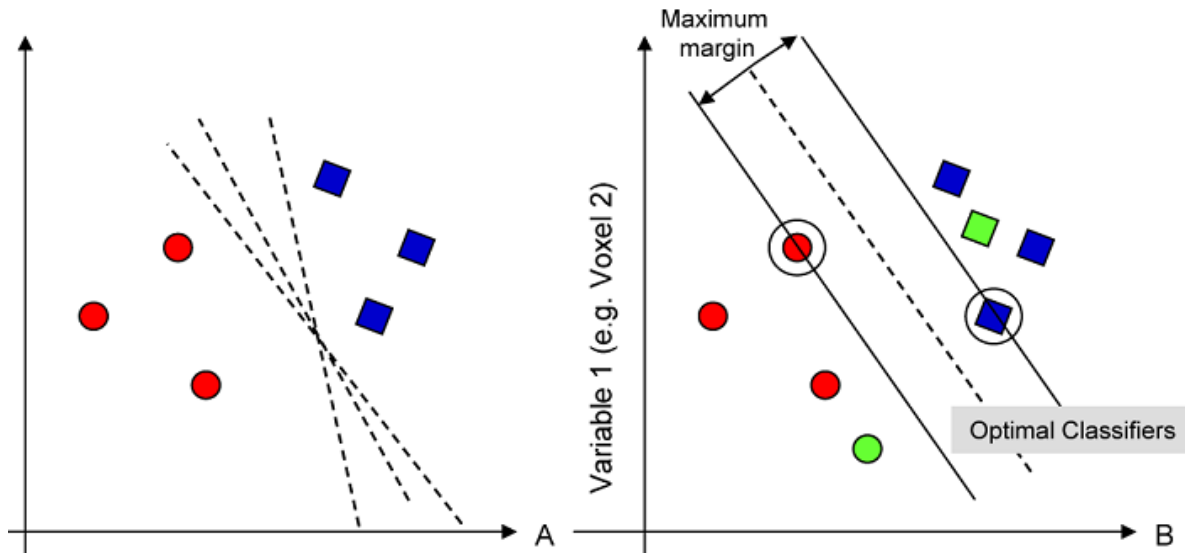 Maximum
margin
Variable 1 (e.g. Voxel 2)
Optimal Classifiers
A
B